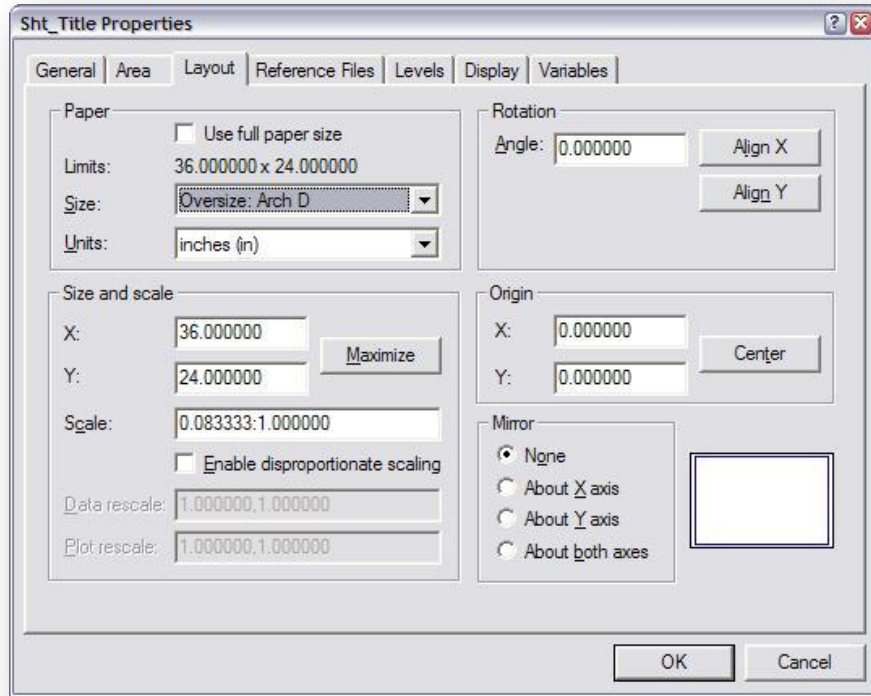 Sht_Title Properties
General Area Layout Reference Files Levels Display Variables
Paper
Use full paper size
Limits: 36.000000 x 24.000000
Size: Oversize: Arch D
Units: inches (in)
Rotation
Angle: 0.000000 Align X
Align Y
Size and scale
X: 36.000000
Maximize
Y: 24.000000
Scale: 0.083333:1.000000
Enable disproportionate scaling
Data rescale: 1.000000,1.000000
Plot rescale: 1.000000,1.000000
Origin
X: 0.000000
Center
Y: 0.000000
Mirror
None
About X axis
About Y axis
About both axes
OK Cancel